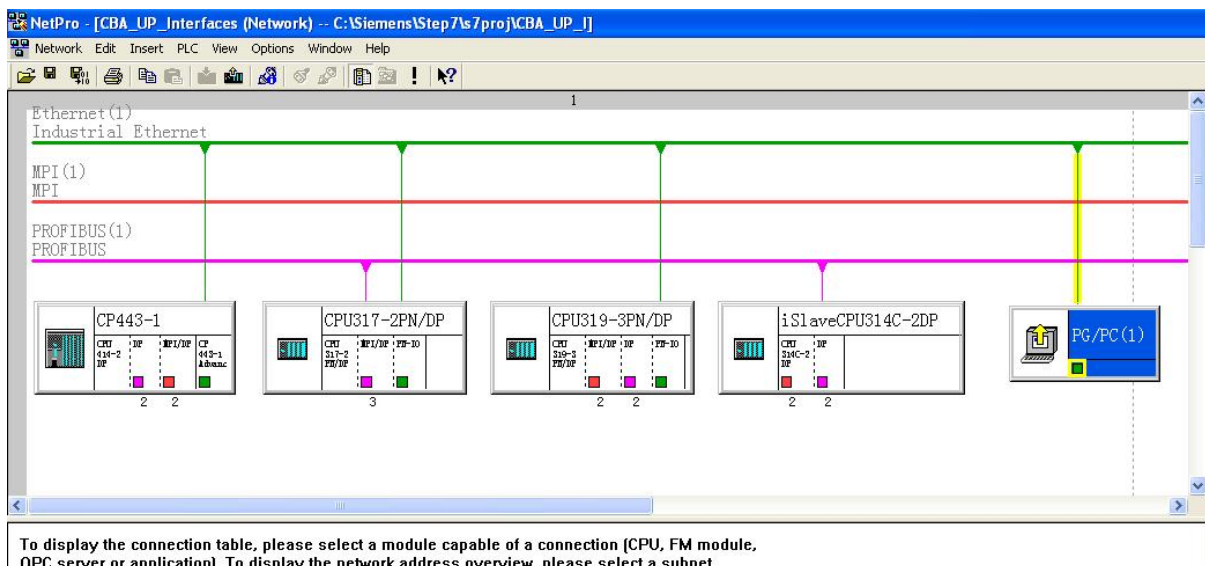 NetPro - [CBA_UP_Interfaces (Network) -- C:\Siemens\Step7\s7proj\CBA_UP_I]
Network Edit Insert PLC View Options Window Help
1
Ethernet(1)
Industrial Ethernet
MPI(1)
MPI
PROFIBUS(1)
PROFIBUS
CP443-1
CPU 414-2 DP
DP
MPI/DP
CP 443-1 Advanc
2 2
CPU317-2PN/DP
CPU 317-2 PN/DP
MPI/DP
PN-IO
3
CPU319-3PN/DP
CPU 319-3 PN/DP
MPI/DP
DP
PN-IO
2 2
iSlaveCPU314C-2DP
CPU 314C-2 DP
DP
2 2
PG/PC(1)
To display the connection table, please select a module capable of a connection (CPU, FM module,
OPC server or application). To display the network address overview, please select a subnet.